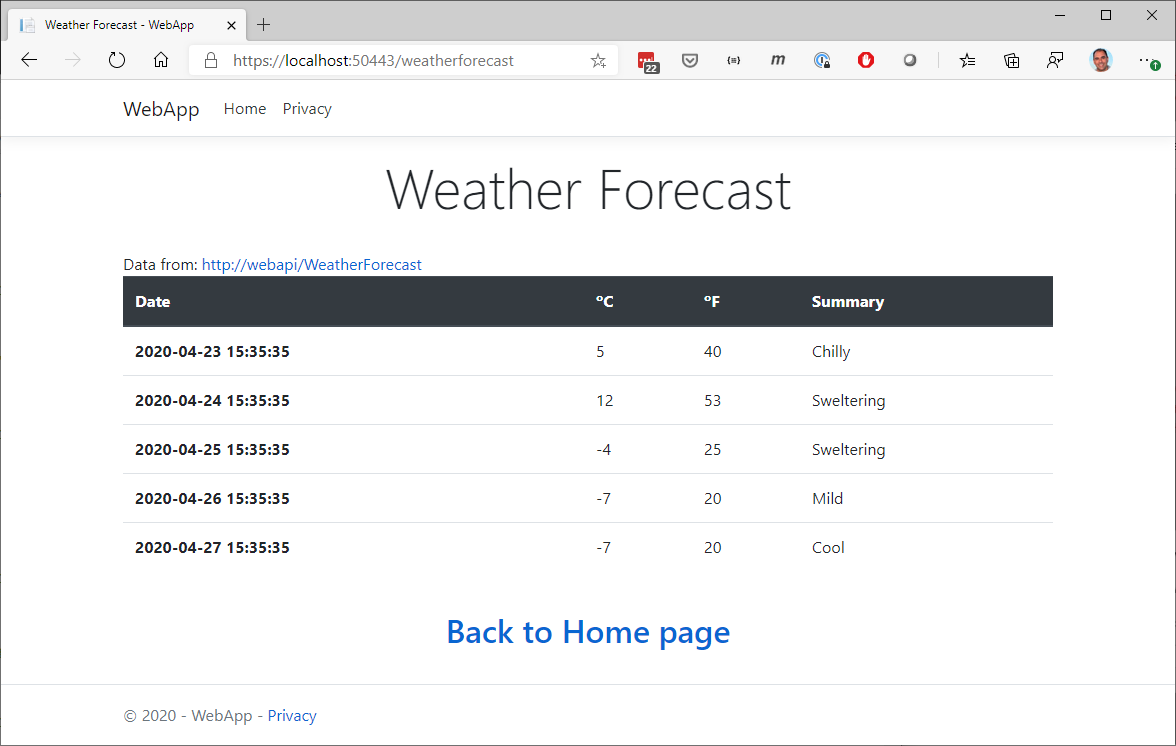 Weather Forecast - WebApp
https://localhost:50443/weatherforecast
22
{≡}
m
WebApp Home Privacy
Weather Forecast
Data from: http://webapi/WeatherForecast
Date ºC ºF Summary
2020-04-23 15:35:35 5 40 Chilly
2020-04-24 15:35:35 12 53 Sweltering
2020-04-25 15:35:35 -4 25 Sweltering
2020-04-26 15:35:35 -7 20 Mild
2020-04-27 15:35:35 -7 20 Cool
Back to Home page
© 2020 - WebApp - Privacy